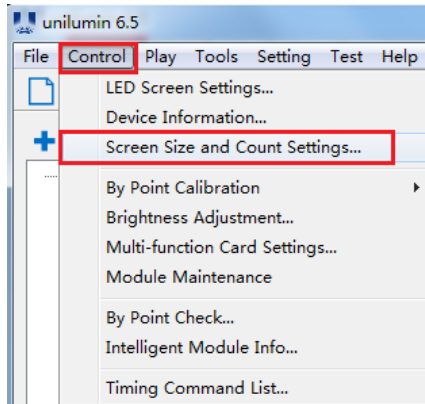 unilumin 6.5
File Control Play Tools Setting Test Help
LED Screen Settings...
Device Information...
Screen Size and Count Settings...
By Point Calibration
Brightness Adjustment...
Multi-function Card Settings...
Module Maintenance
By Point Check...
Intelligent Module Info...
Timing Command List...